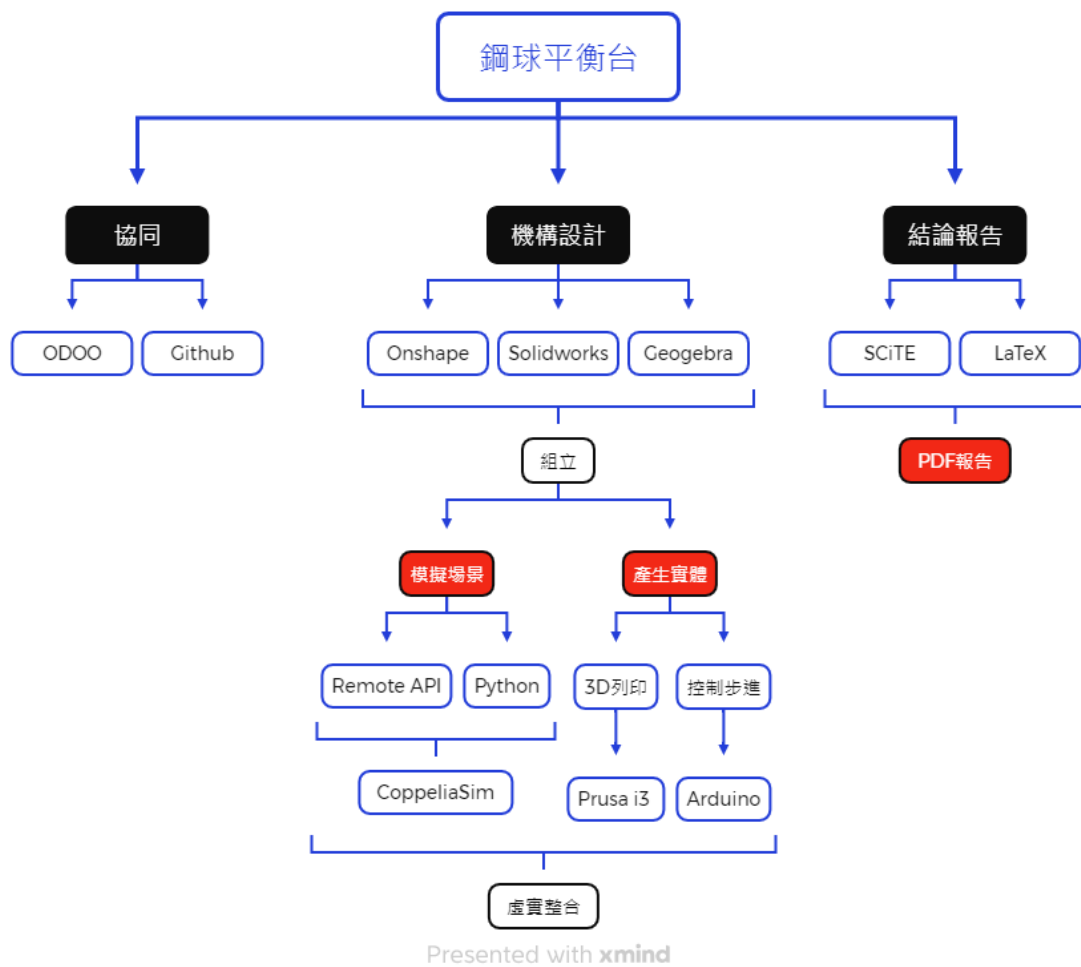 鋼球平衡台
協同
機構設計
結論報告
ODOO
Github
Onshape
Solidworks
Geogebra
SCiTE
LaTeX
組立
PDF報告
模擬場景
產生實體
Remote API
Python
3D列印
控制步進
CoppeliaSim
Prusa i3
Arduino
虛實整合
Presented with xmind